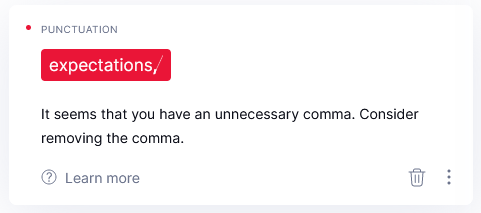 PUNCTUATION
expectations,
It seems that you have an unnecessary comma. Consider
removing the comma.
Learn more